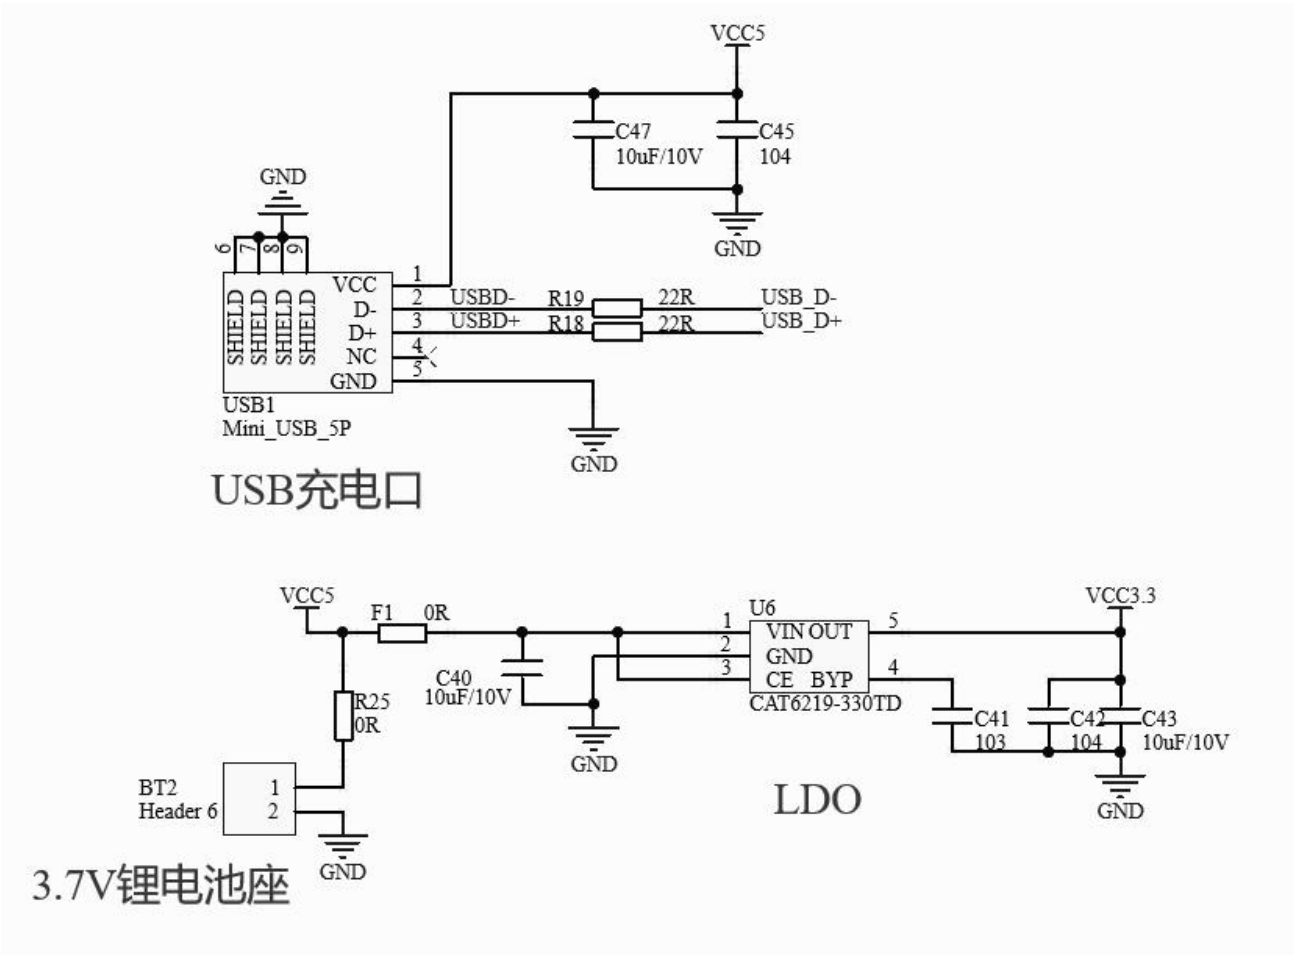 VCC5
C47
10uF/10V
C45
104
GND
GND
6
7
8
9
SHIELD
SHIELD
SHIELD
SHIELD
VCC
D-
D+
NC
GND
1
2
3
4
5
USBD-
USBD+
R19
R18
22R
22R
USB_D-
USB_D+
USB1
Mini_USB_5P
GND
USB充电口
VCC5
F1
0R
C40
10uF/10V
R25
0R
GND
U6
1
2
3
VIN OUT
GND
CE BYP
5
4
CAT6219-330TD
VCC3.3
C41
103
C42
104
C43
10uF/10V
GND
LDO
BT2
Header 6
1
2
GND
3.7V锂电池座